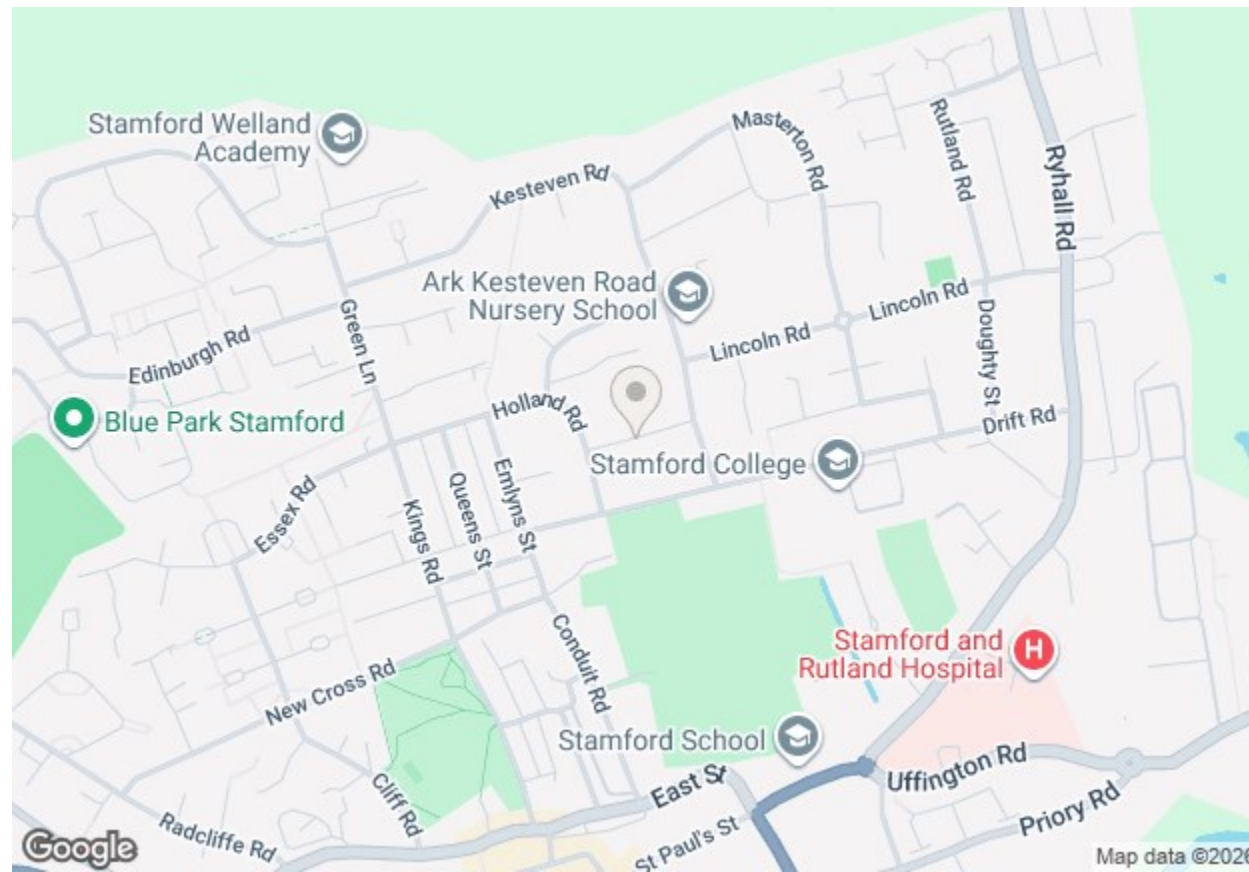 Stamford Welland
Academy
Masterton Rd
Rutland Rd
Ryhall Rd
Kesteven Rd
Ark Kesteven Road
Nursery School
Green Ln
Lincoln Rd
Lincoln Rd
Doughty St
Edinburgh Rd
Blue Park Stamford
Holland Rd
Drift Rd
Stamford College
Essex Rd
Kings Rd
Queens St
Emlyns St
Conduit Rd
Stamford and
Rutland Hospital
H
New Cross Rd
Stamford School
Cliff Rd
East St
Uffington Rd
Radcliffe Rd
St Paul's St
Priory Rd
Google
Map data ©2026